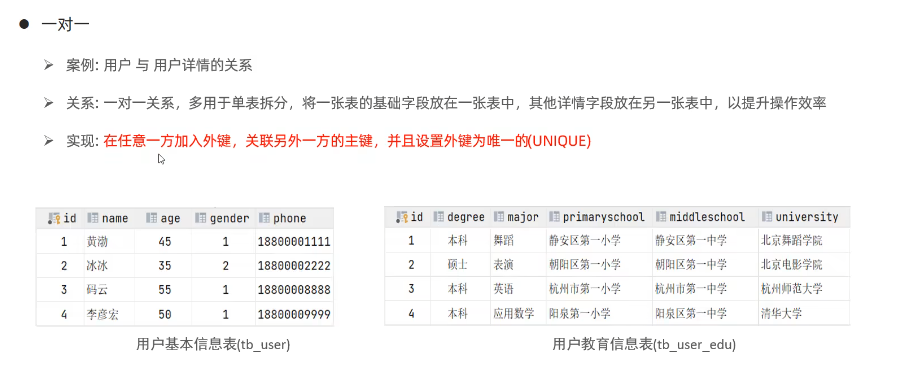 一对一
案例: 用户 与 用户详情的关系
关系: 一对一关系，多用于单表拆分，将一张表的基础字段放在一张表中，其他详情字段放在另一张表中，以提升操作效率
实现: 在任意一方加入外键，关联另外一方的主键，并且设置外键为唯一的(UNIQUE)
id name age gender phone
1 黄渤 45 1 18800001111
2 冰冰 35 2 18800002222
3 码云 55 1 18800008888
4 李彦宏 50 1 18800009999
用户基本信息表(tb_user)
id degree major primaryschool middleschool university
1 本科 舞蹈 静安区第一小学 静安区第一中学 北京舞蹈学院
2 硕士 表演 朝阳区第一小学 朝阳区第一中学 北京电影学院
3 本科 英语 杭州市第一小学 杭州市第一中学 杭州师范大学
4 本科 应用数学 阳泉第一小学 阳泉区第一中学 清华大学
用户教育信息表(tb_user_edu)